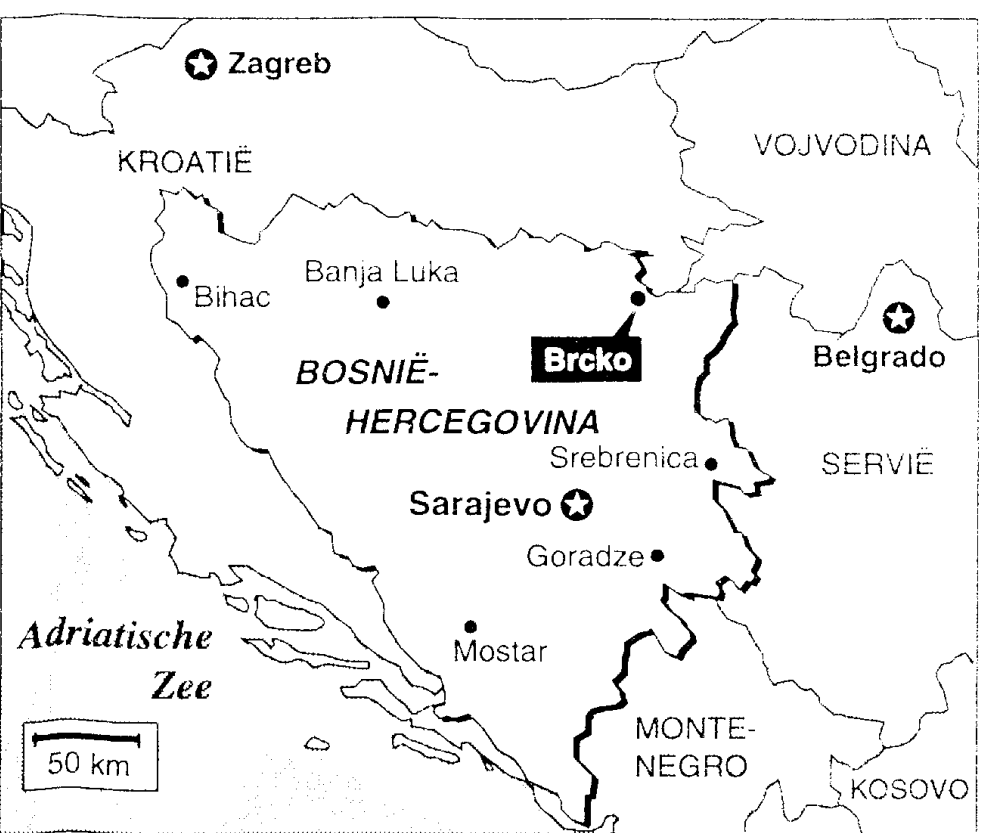 Zagreb
KROATIË
VOJVODINA
Banja Luka
Bihac
Brcko
Belgrado
BOSNIË-
HERCEGOVINA
Srebrenica
SERVIË
Sarajevo
Goradze
Adriatische
Zee
Mostar
50 km
MONTE-
NEGRO
KOSOVO